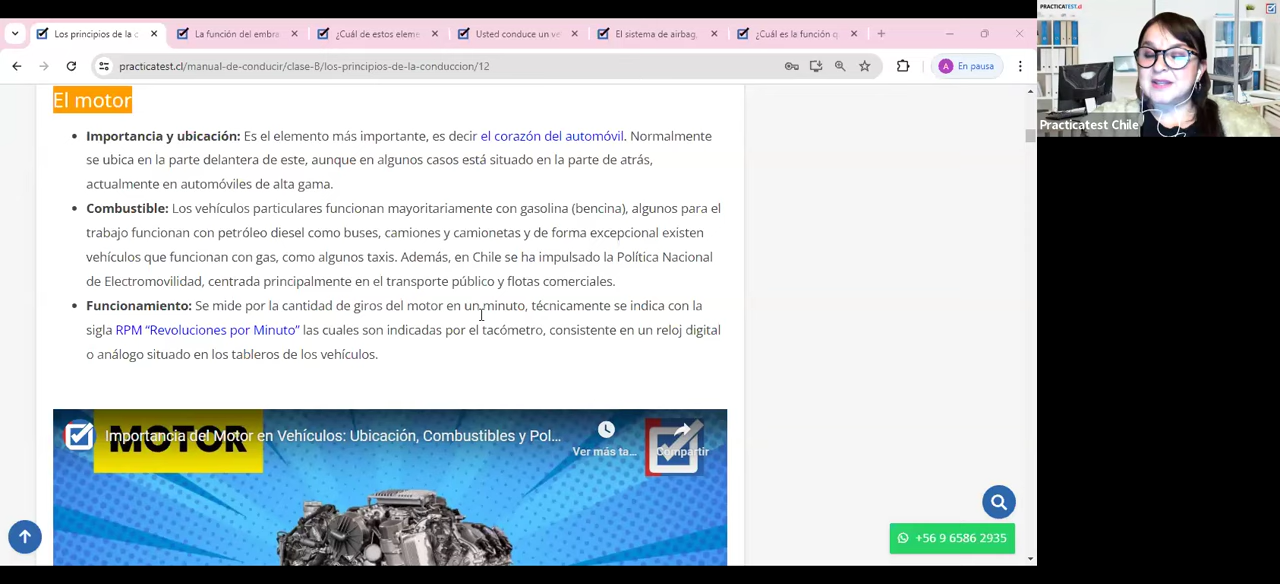 Los principios de la c
La función del embra
¿Cuál de estos eleme
Usted conduce un ve
El sistema de airbag,
¿Cuál es la función q
practicatest.cl/manual-de-conducir/clase-B/los-principios-de-la-conduccion/12
A En pausa
PRACTICATEST.cl
Practicatest Chile
El motor
• Importancia y ubicación: Es el elemento más importante, es decir el corazón del automóvil. Normalmente
se ubica en la parte delantera de este, aunque en algunos casos está situado en la parte de atrás,
actualmente en automóviles de alta gama.
• Combustible: Los vehículos particulares funcionan mayoritariamente con gasolina (bencina), algunos para el
trabajo funcionan con petróleo diesel como buses, camiones y camionetas y de forma excepcional existen
vehículos que funcionan con gas, como algunos taxis. Además, en Chile se ha impulsado la Política Nacional
de Electromovilidad, centrada principalmente en el transporte público y flotas comerciales.
• Funcionamiento: Se mide por la cantidad de giros del motor en un minuto, técnicamente se indica con la
sigla RPM “Revoluciones por Minuto” las cuales son indicadas por el tacómetro, consistente en un reloj digital
o análogo situado en los tableros de los vehículos.
MOTOR
Importancia del Motor en Vehículos: Ubicación, Combustibles y Pol...
Ver más ta...
Compartir
+56 9 6586 2935